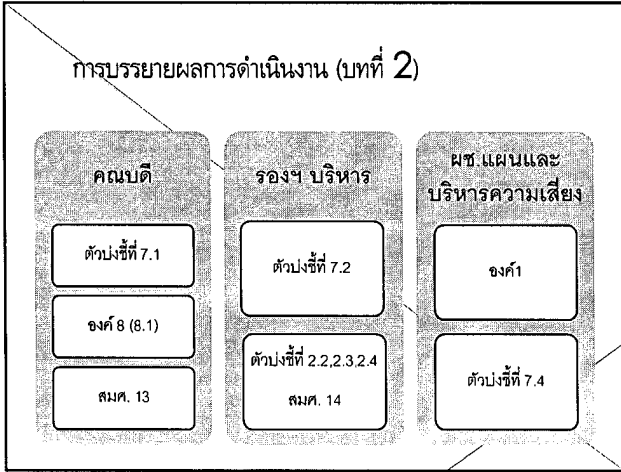 การบรรยายผลการดำเนินงาน (บทที่ 2)
คณบดี
ตัวบ่งชี้ที่ 7.1
องค์ 8 (8.1)
สมศ. 13
รองฯ บริหาร
ตัวบ่งชี้ที่ 7.2
ตัวบ่งชี้ที่ 2.2,2.3,2.4
สมศ. 14
ผช.แผนและ
บริหารความเสี่ยง
องค์1
ตัวบ่งชี้ที่ 7.4